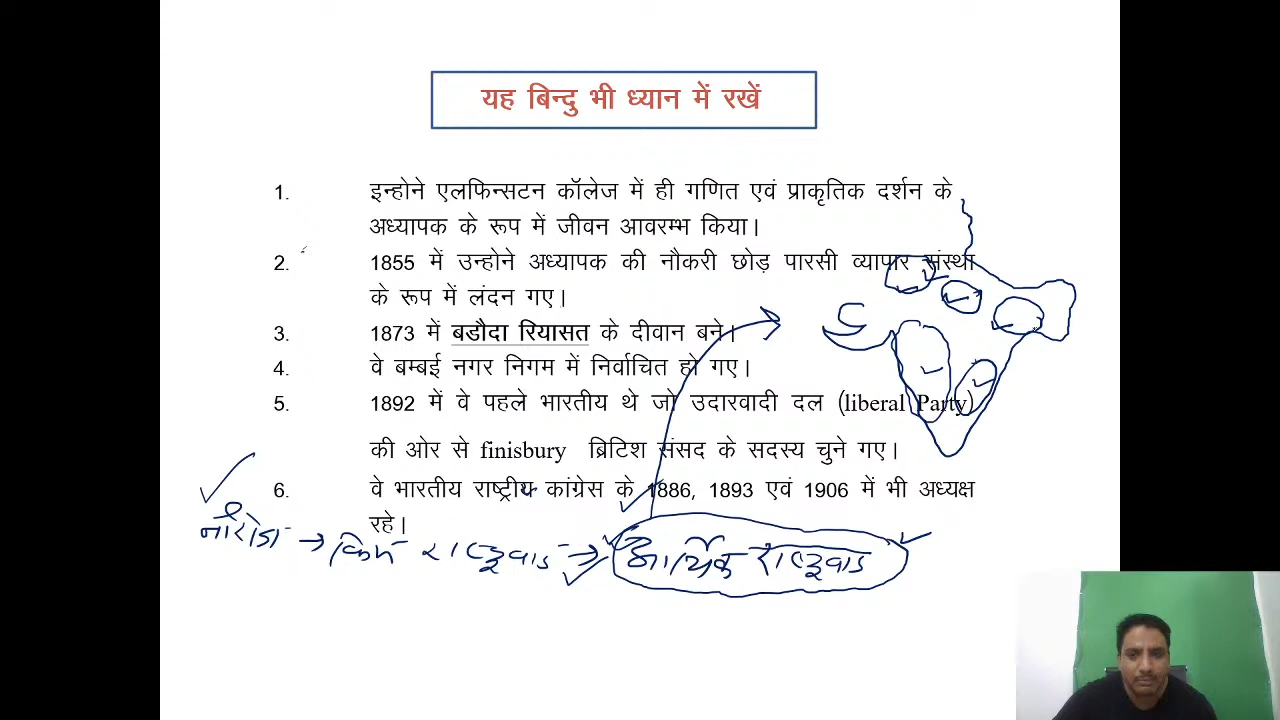 यह बिन्दु भी ध्यान में रखें
1. इन्होने एलफिन्सटन कॉलेज में ही गणित एवं प्राकृतिक दर्शन के
अध्यापक के रूप में जीवन आवरम्भ किया।
2. 1855 में उन्होने अध्यापक की नौकरी छोड़ पारसी व्यापार संस्था
के रूप में लंदन गए।
3. 1873 में बडौदा रियासत के दीवान बने।
4. वे बम्बई नगर निगम में निर्वाचित हो गए।
5. 1892 में वे पहले भारतीय थे जो उदारवादी दल (liberal Party)
की ओर से finisbury ब्रिटिश संसद के सदस्य चुने गए।
6. वे भारतीय राष्ट्रीय कांग्रेस के 1886, 1893 एवं 1906 में भी अध्यक्ष
रहे।
राष्ट्रवाद → आर्थिक राष्ट्रवाद